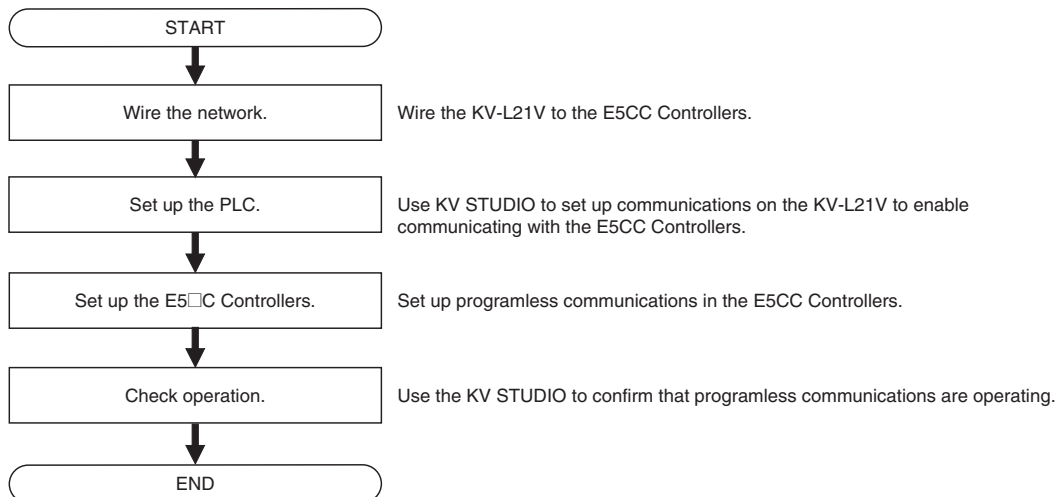 START
Wire the network.
Wire the KV-L21V to the E5CC Controllers.
Set up the PLC.
Use KV STUDIO to set up communications on the KV-L21V to enable
communicating with the E5CC Controllers.
Set up the E5□C Controllers.
Set up programless communications in the E5CC Controllers.
Check operation.
Use the KV STUDIO to confirm that programless communications are operating.
END